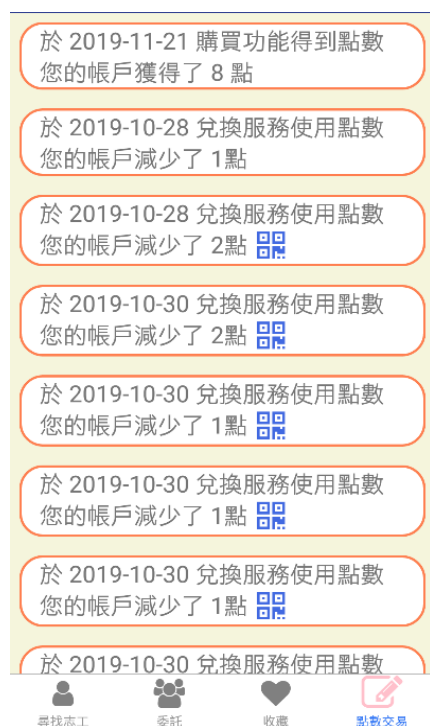 於 2019-11-21 購買功能得到點數
您的帳戶獲得了 8 點
於 2019-10-28 兌換服務使用點數
您的帳戶減少了 1點
於 2019-10-28 兌換服務使用點數
您的帳戶減少了 2點
於 2019-10-30 兌換服務使用點數
您的帳戶減少了 2點
於 2019-10-30 兌換服務使用點數
您的帳戶減少了 1點
於 2019-10-30 兌換服務使用點數
您的帳戶減少了 1點
於 2019-10-30 兌換服務使用點數
您的帳戶減少了 1點
於 2019-10-30 兌換服務使用點數
尋找志工 委託 收藏 點數交易